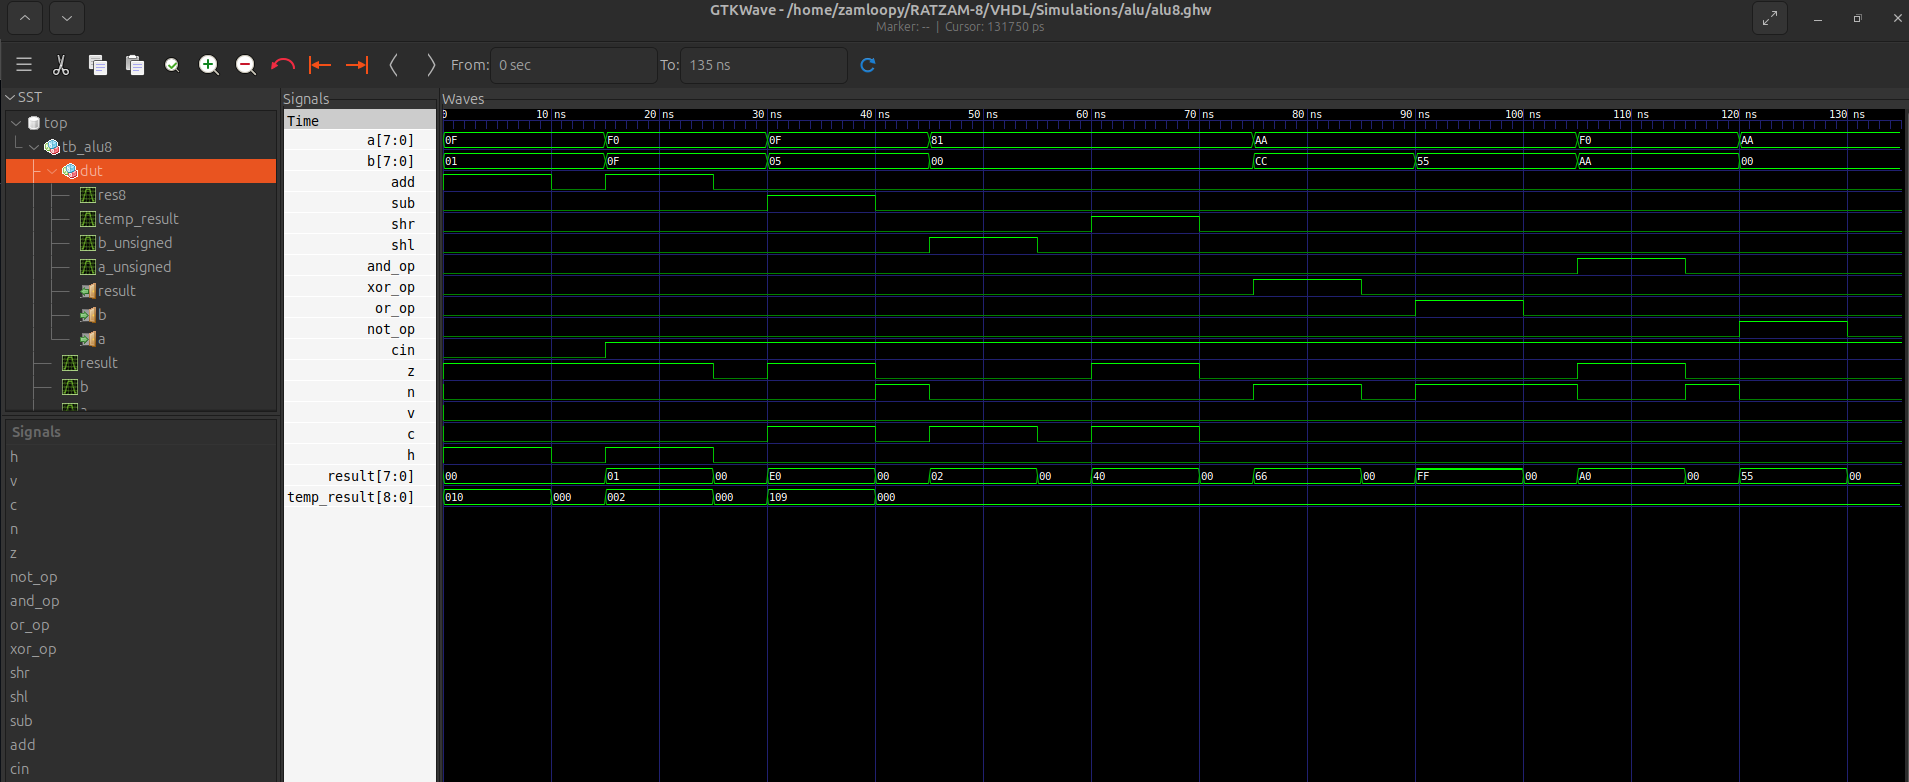 GTKWave - /home/zamloopy/RATZAM-8/VHDL/Simulations/alu/alu8.ghw
Marker: -- | Cursor: 131750 ps
From: 0 sec To: 135 ns
SST
top
tb_alu8
dut
res8
temp_result
b_unsigned
a_unsigned
result
b
a
result
b
Signals
h
v
c
n
z
not_op
and_op
or_op
xor_op
shr
shl
sub
add
cin
Signals
Time
a[7:0]
b[7:0]
add
sub
shr
shl
and_op
xor_op
or_op
not_op
cin
z
n
v
c
h
result[7:0]
temp_result[8:0]
Waves
0 10 ns 20 ns 30 ns 40 ns 50 ns 60 ns 70 ns 80 ns 90 ns 100 ns 110 ns 120 ns 130 ns
0F F0 0F 81 AA F0 AA
01 0F 05 00 CC 55 AA 00
00 01 00 E0 00 02 00 40 00 66 00 FF 00 A0 00 55 00
010 000 002 000 109 000